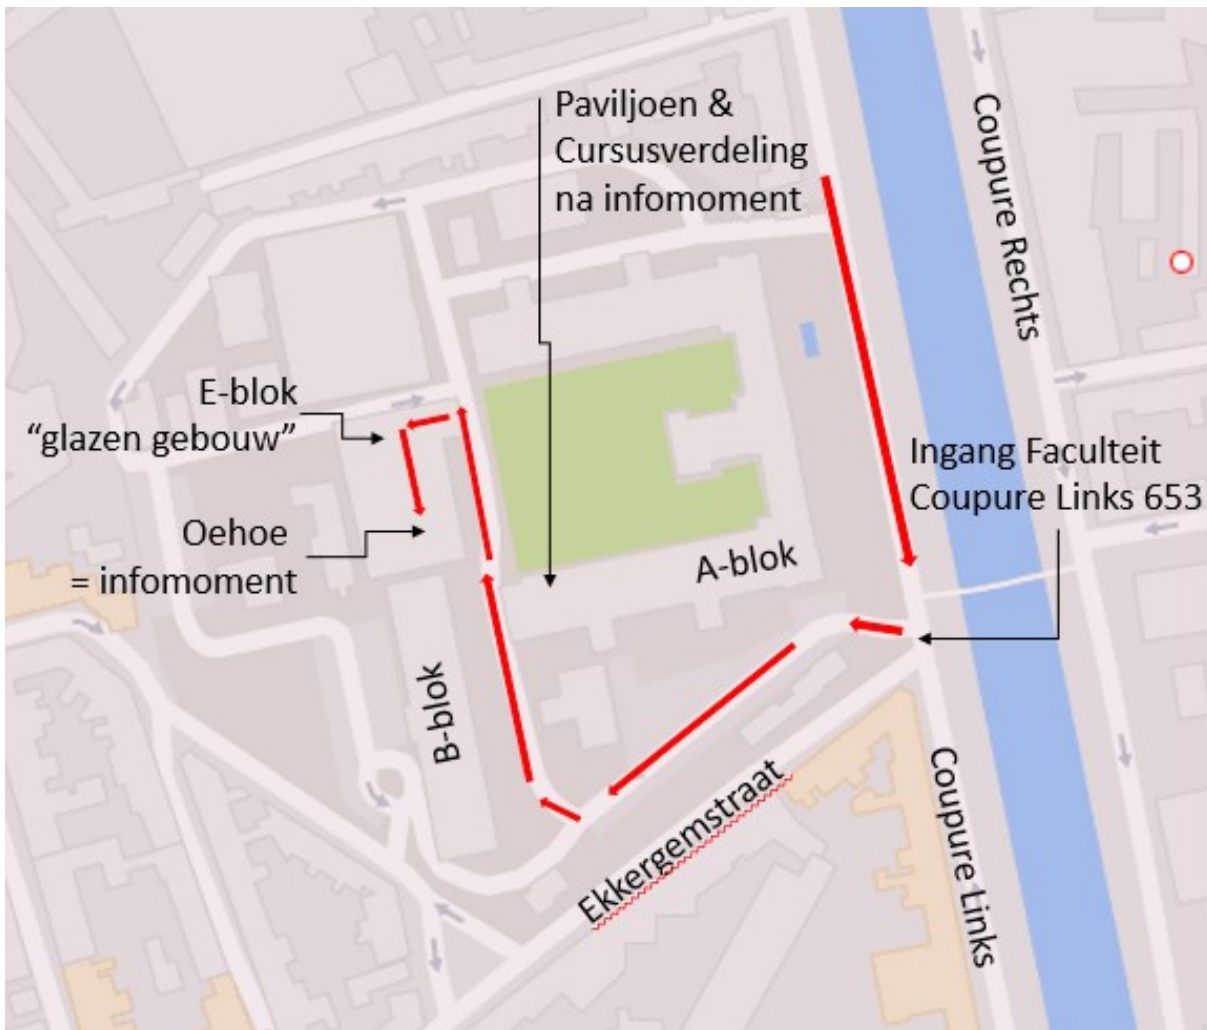 Paviljoen &
Cursusverdeling
na infomoment
Coupure Rechts
E-blok
“glazen gebouw”
Ingang Faculteit
Coupure Links 653
Oehoe
= infomoment
A-blok
B-blok
Ekkergemstraat
Coupure Links